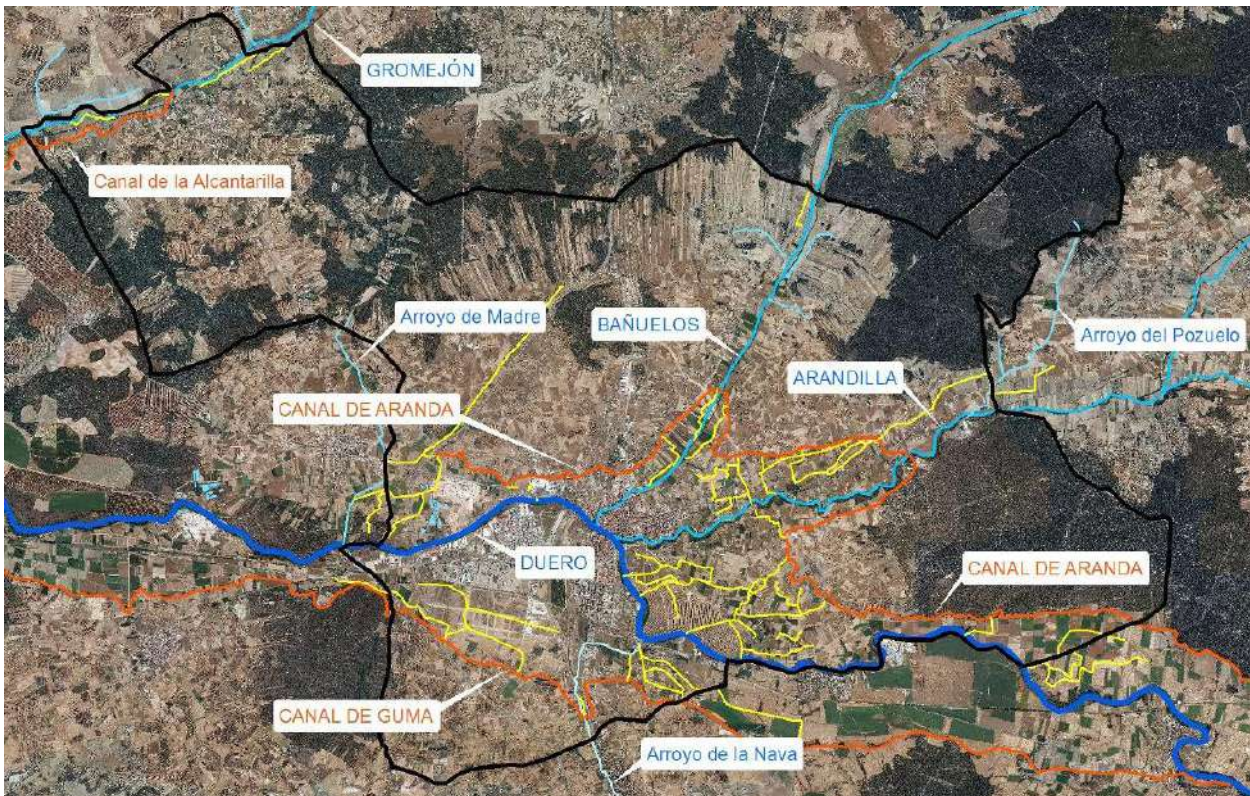 GROMEJÓN
Canal de la Alcantarilla
Arroyo de Madre
BAÑUELOS
Arroyo del Pozuelo
ARANDILLA
CANAL DE ARANDA
DUERO
CANAL DE ARANDA
CANAL DE GUMA
Arroyo de la Nava